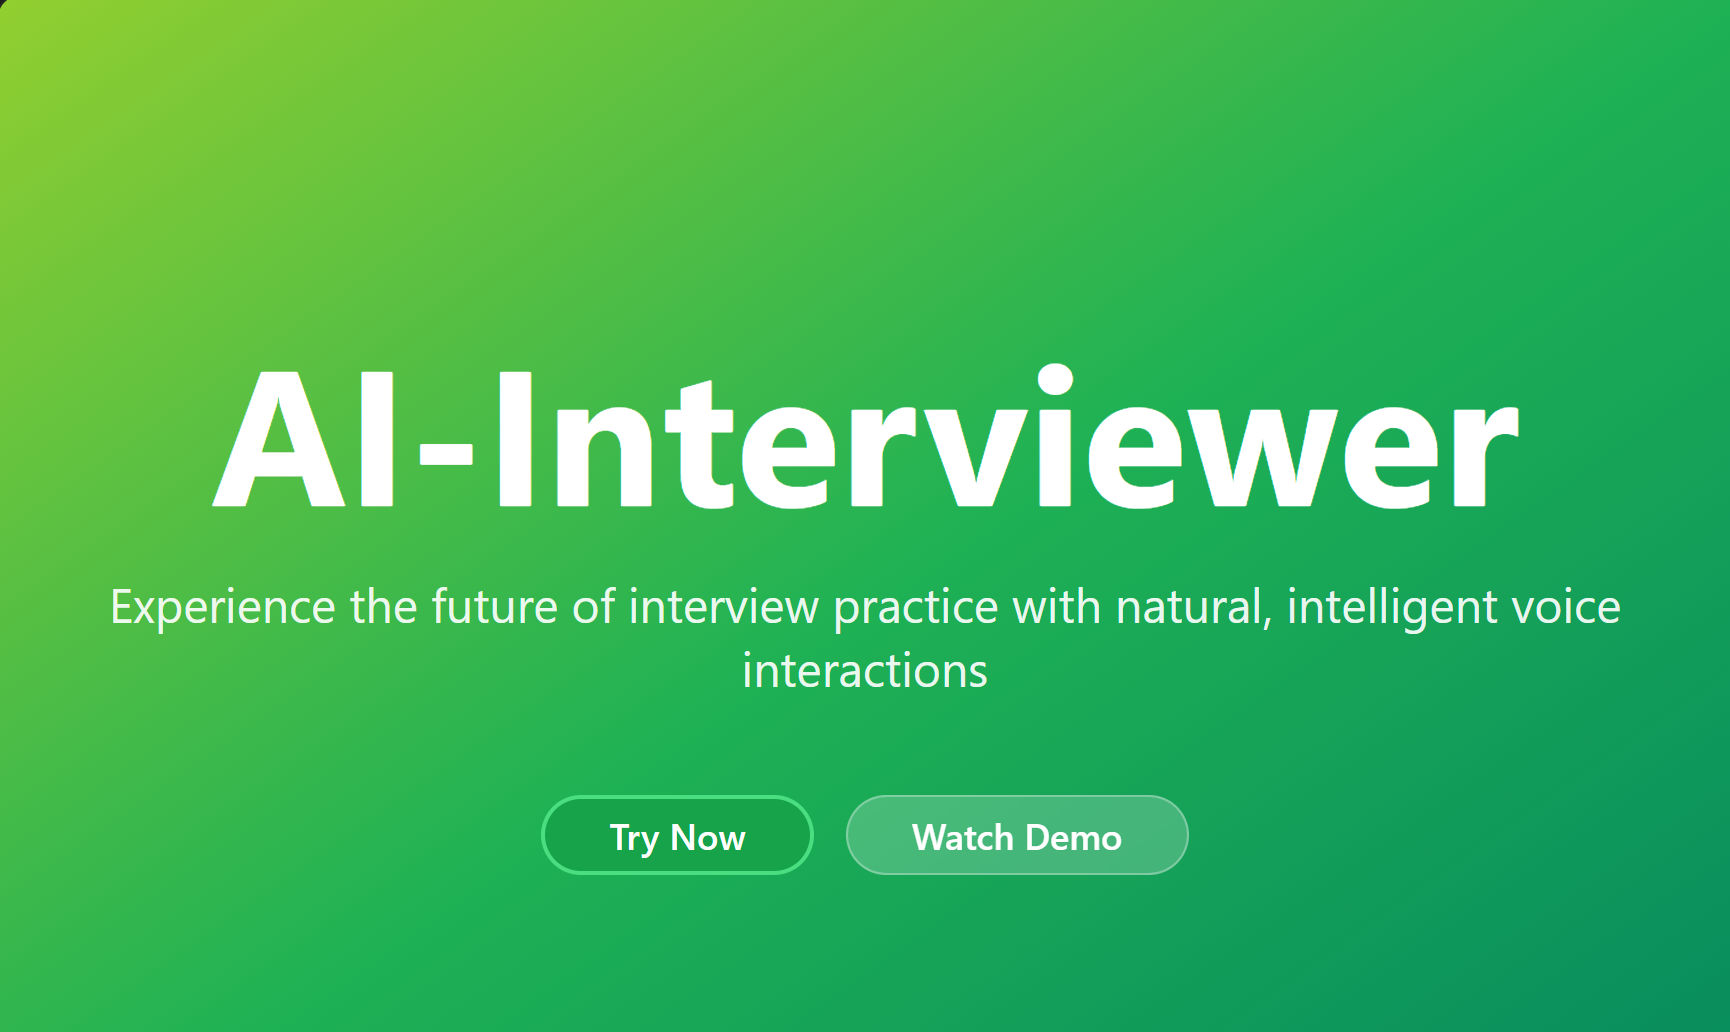 AI-Interviewer
Experience the future of interview practice with natural, intelligent voice
interactions
Try Now
Watch Demo